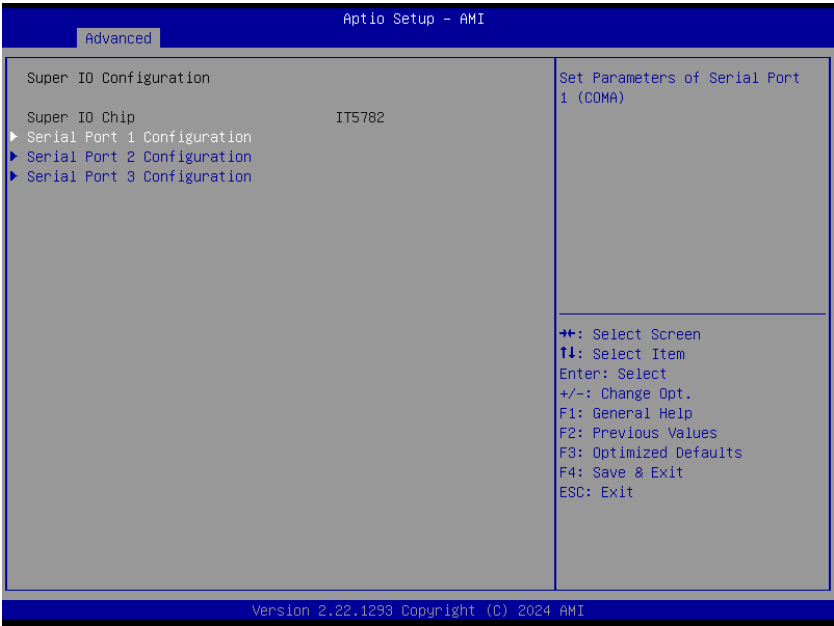 Aptio Setup - AMI
Advanced
Super IO Configuration
Super IO Chip IT5782
▶ Serial Port 1 Configuration
▶ Serial Port 2 Configuration
▶ Serial Port 3 Configuration
Set Parameters of Serial Port
1 (COMA)
→←: Select Screen
↑↓: Select Item
Enter: Select
+/-: Change Opt.
F1: General Help
F2: Previous Values
F3: Optimized Defaults
F4: Save & Exit
ESC: Exit
Version 2.22.1293 Copyright (C) 2024 AMI